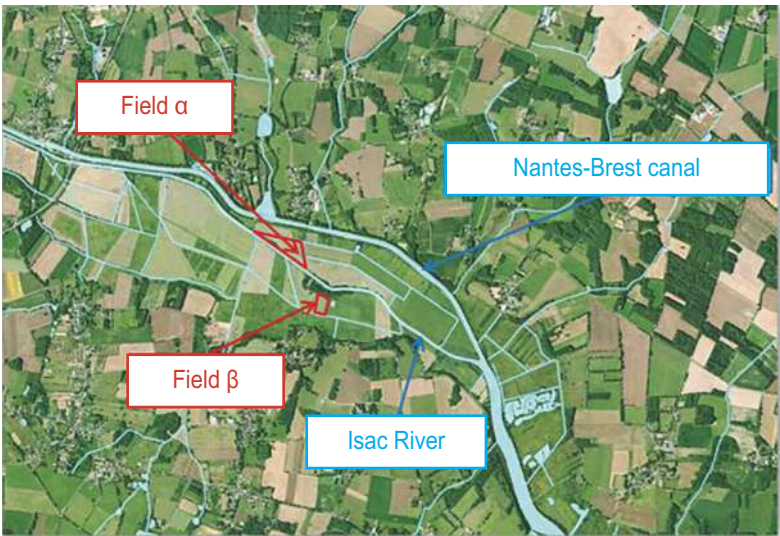 Field α
Nantes-Brest canal
Field β
Isac River